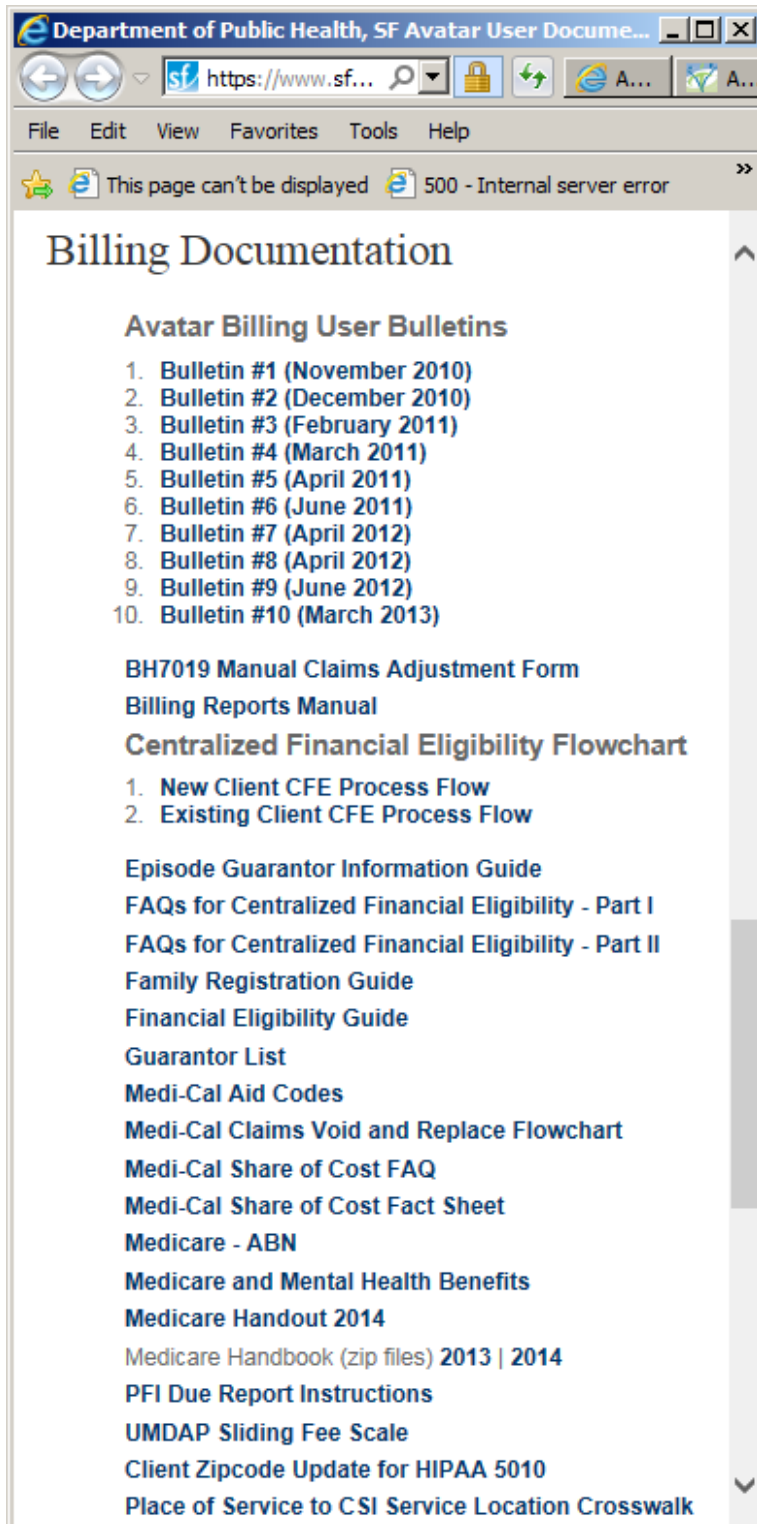 Department of Public Health, SF Avatar User Docume...
sf https://www.sf... A... A...
File Edit View Favorites Tools Help
This page can't be displayed 500 - Internal server error »
Billing Documentation
Avatar Billing User Bulletins
1. Bulletin #1 (November 2010)
2. Bulletin #2 (December 2010)
3. Bulletin #3 (February 2011)
4. Bulletin #4 (March 2011)
5. Bulletin #5 (April 2011)
6. Bulletin #6 (June 2011)
7. Bulletin #7 (April 2012)
8. Bulletin #8 (April 2012)
9. Bulletin #9 (June 2012)
10. Bulletin #10 (March 2013)
BH7019 Manual Claims Adjustment Form
Billing Reports Manual
Centralized Financial Eligibility Flowchart
1. New Client CFE Process Flow
2. Existing Client CFE Process Flow
Episode Guarantor Information Guide
FAQs for Centralized Financial Eligibility - Part I
FAQs for Centralized Financial Eligibility - Part II
Family Registration Guide
Financial Eligibility Guide
Guarantor List
Medi-Cal Aid Codes
Medi-Cal Claims Void and Replace Flowchart
Medi-Cal Share of Cost FAQ
Medi-Cal Share of Cost Fact Sheet
Medicare - ABN
Medicare and Mental Health Benefits
Medicare Handout 2014
Medicare Handbook (zip files) 2013 | 2014
PFI Due Report Instructions
UMDAP Sliding Fee Scale
Client Zipcode Update for HIPAA 5010
Place of Service to CSI Service Location Crosswalk